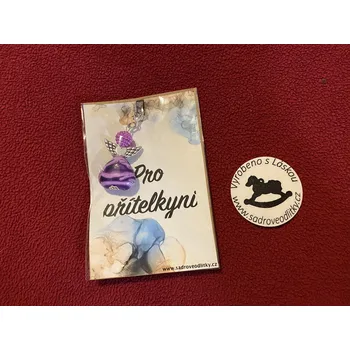 Pro
přítelkyni
www.sadroveodlitky.cz
Vyrobeno s Láskou
www.sadroveodlitky.cz